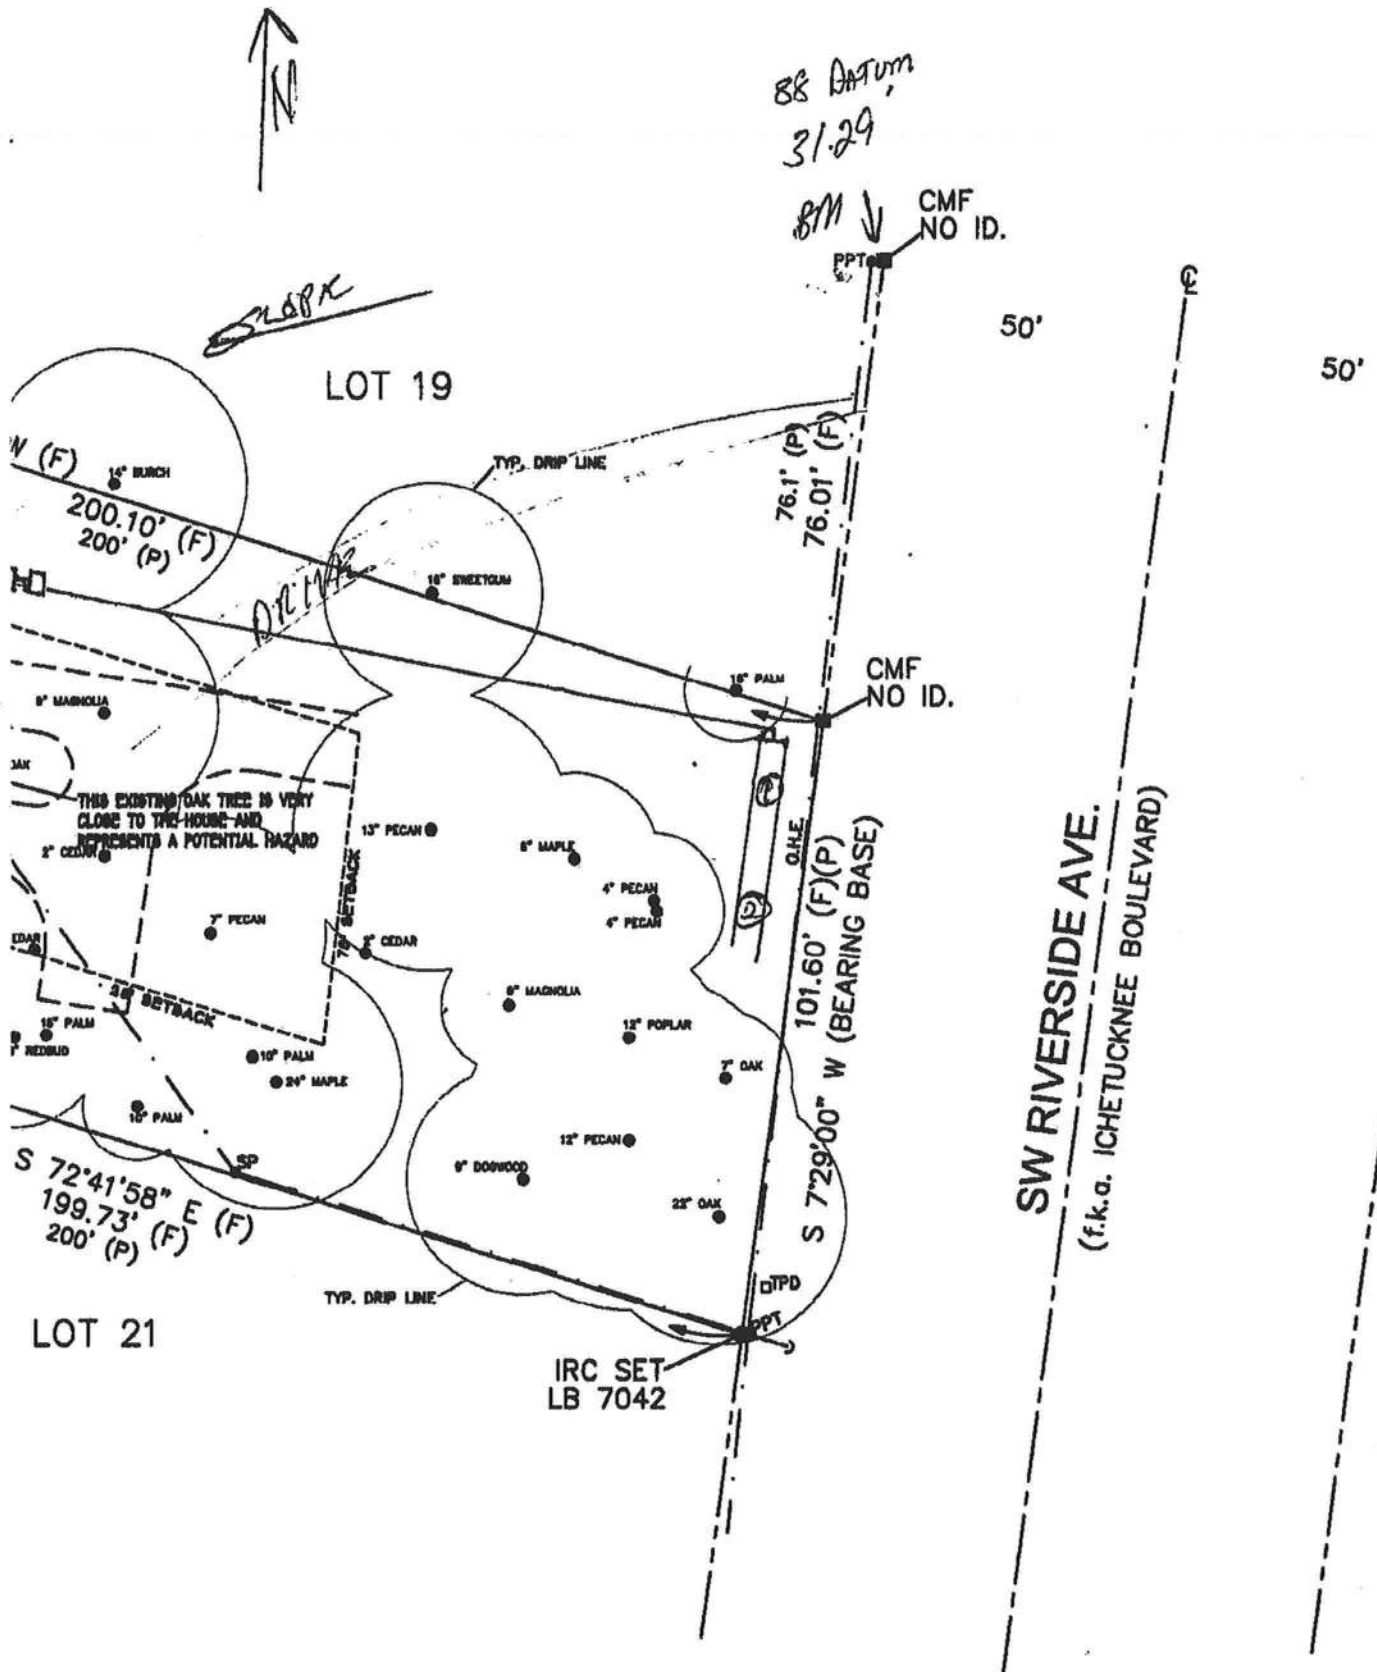 N
88 DATUM
31.29
BM
CMF
NO ID.
PPT
SLOPE
LOT 19
50'
50'
W (F)
14" BURCH
200.10' (F)
200' (P)
TYP. DRIP LINE
76.1' (P)
76.01' (F)
16" SWEETGUM
DRIVE
16" PALM
CMF
NO ID.
9" MAGNOLIA
OAK
THIS EXISTING OAK TREE IS VERY
CLOSE TO THE HOUSE AND
REPRESENTS A POTENTIAL HAZARD
2" CEDAR
13" PECAN
8" MAPLE
4" PECAN
4" PECAN
O.H.E.
7" PECAN
SETBACK
2" CEDAR
EDAR
9" MAGNOLIA
SETBACK
12" POPLAR
7" OAK
15" PALM
REDBUD
10" PALM
24" MAPLE
10" PALM
12" PECAN
9" DOGWOOD
22" OAK
101.60' (F)(P)
S 7°29'00" W (BEARING BASE)
SW RIVERSIDE AVE.
(f.k.a. ICHETUCKNEE BOULEVARD)
SP
S 72°41'58" E (F)
199.73' (F)
200' (P)
TYP. DRIP LINE
TPD
PPT
LOT 21
IRC SET
LB 7042